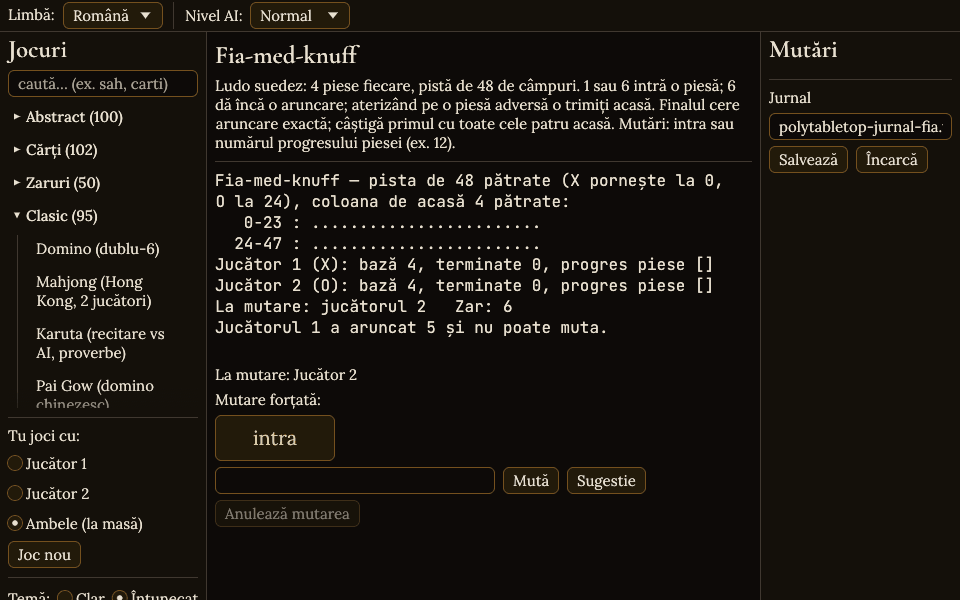 Limbă: Română ▼ Nivel AI: Normal ▼
Jocuri
caută... (ex. sah, carti)
▸ Abstract (100)
▸ Cărți (102)
▸ Zaruri (50)
▾ Clasic (95)
Domino (dublu-6)
Mahjong (Hong
Kong, 2 jucători)
Karuta (recitare vs
AI, proverbe)
Pai Gow (domino
chinezesc)
Tu joci cu:
Jucător 1
Jucător 2
Ambele (la masă)
Joc nou
Temă: Clar Întunecat
Fia-med-knuff
Ludo suedez: 4 piese fiecare, pistă de 48 de câmpuri. 1 sau 6 intră o piesă; 6
dă încă o aruncare; aterizând pe o piesă adversă o trimiți acasă. Finalul cere
aruncare exactă; câștigă primul cu toate cele patru acasă. Mutări: intra sau
numărul progresului piesei (ex. 12).
Fia-med-knuff — pista de 48 pătrate (X pornește la 0,
O la 24), coloana de acasă 4 pătrate:
0-23 : ........................
24-47 : ........................
Jucător 1 (X): bază 4, terminate 0, progres piese []
Jucător 2 (O): bază 4, terminate 0, progres piese []
La mutare: jucătorul 2 Zar: 6
Jucătorul 1 a aruncat 5 și nu poate muta.
La mutare: Jucător 2
Mutare forțată:
intra
Mută Sugestie
Anulează mutarea
Mutări
Jurnal
polytabletop-jurnal-fia.
Salvează Încarcă